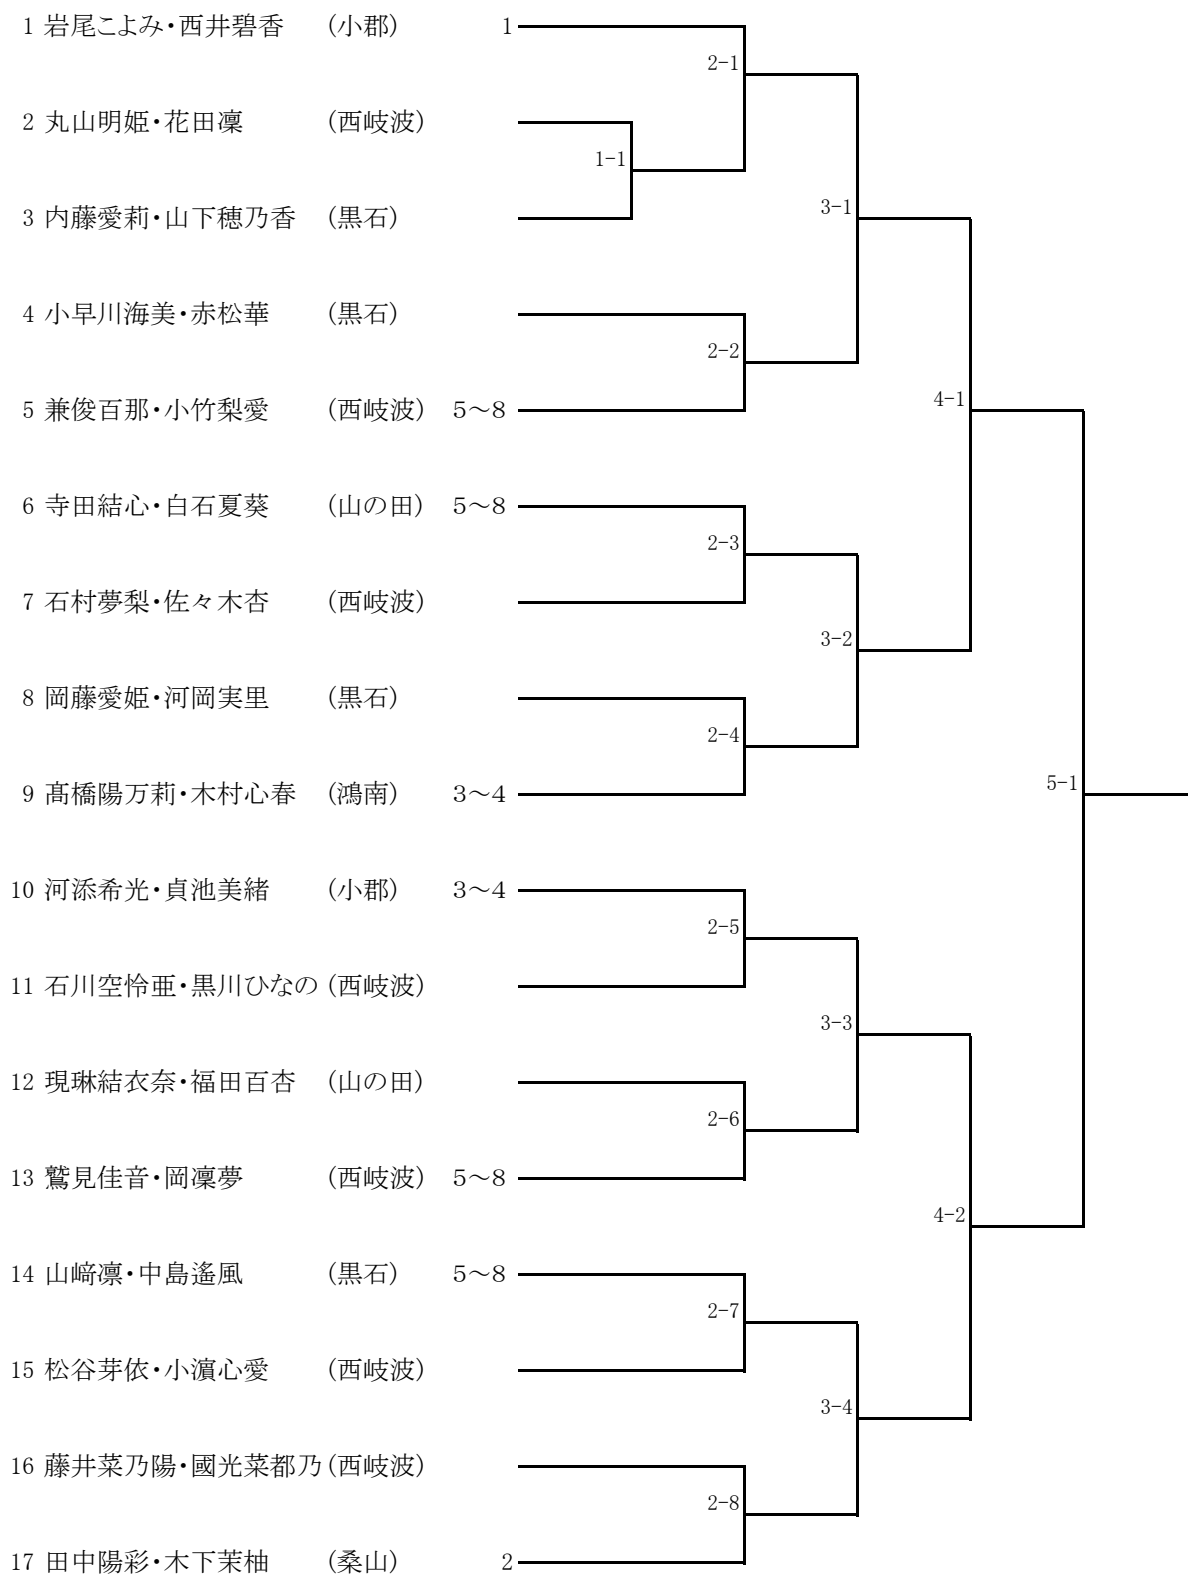 1 岩尾こよみ・西井碧香 (小郡) 1
2-1
2 丸山明姫・花田凜 (西岐波)
1-1
3 内藤愛莉・山下穂乃香 (黒石)
3-1
4 小早川海美・赤松華 (黒石)
2-2
5 兼俊百那・小竹梨愛 (西岐波) 5~8
4-1
6 寺田結心・白石夏葵 (山の田) 5~8
2-3
7 石村夢梨・佐々木杏 (西岐波)
3-2
8 岡藤愛姫・河岡実里 (黒石)
2-4
9 髙橋陽万莉・木村心春 (鴻南) 3~4
5-1
10 河添希光・貞池美緒 (小郡) 3~4
2-5
11 石川空怜亜・黒川ひなの (西岐波)
3-3
12 現琳結衣奈・福田百杏 (山の田)
2-6
13 鷲見佳音・岡凜夢 (西岐波) 5~8
4-2
14 山﨑凛・中島遙風 (黒石) 5~8
2-7
15 松谷芽依・小濵心愛 (西岐波)
3-4
16 藤井菜乃陽・國光菜都乃 (西岐波)
2-8
17 田中陽彩・木下茉柚 (桑山) 2